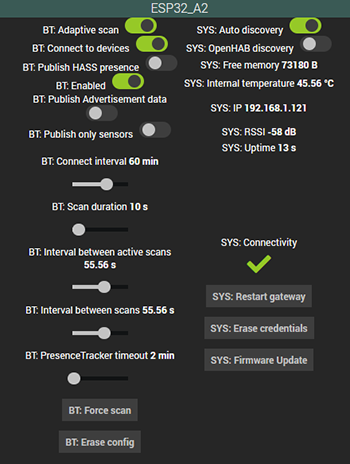 ESP32_A2
BT: Adaptive scan
BT: Connect to devices
BT: Publish HASS presence
BT: Enabled
BT: Publish Advertisement data
BT: Publish only sensors
BT: Connect interval 60 min
BT: Scan duration 10 s
BT: Interval between active scans
55.56 s
BT: Interval between scans 55.56 s
BT: PresenceTracker timeout 2 min
BT: Force scan
BT: Erase config
SYS: Auto discovery
SYS: OpenHAB discovery
SYS: Free memory 73180 B
SYS: Internal temperature 45.56 °C
SYS: IP 192.168.1.121
SYS: RSSI -58 dB
SYS: Uptime 13 s
SYS: Connectivity
SYS: Restart gateway
SYS: Erase credentials
SYS: Firmware Update